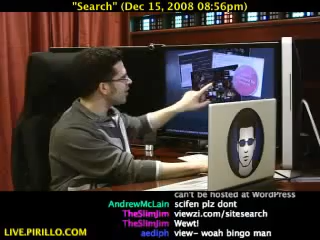 "Search" (Dec 15, 2008 08:56pm)
can't be hosted at WordPress
AndrewMcLain scifen plz dont
TheSlimJim viewzi.com/sitesearch
TheSlimJim Wewt!
LIVE.PIRILLO.COM aediph view- woah bingo man